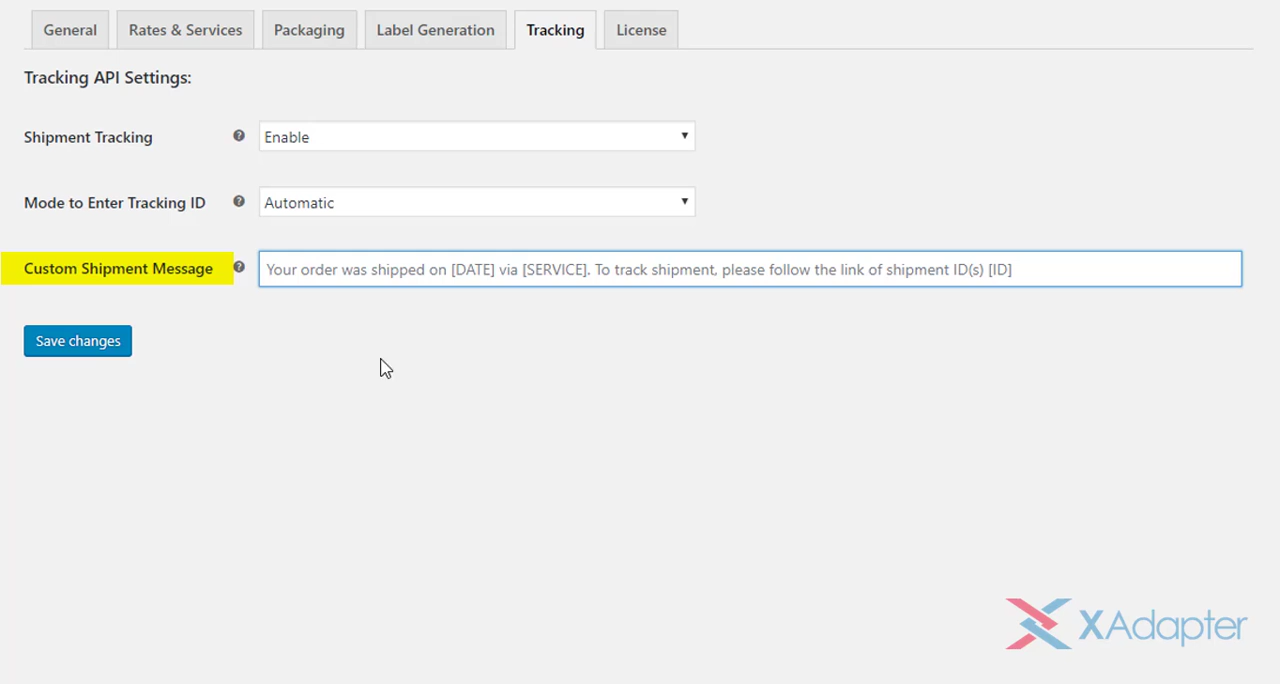 General Rates & Services Packaging Label Generation Tracking License
Tracking API Settings:
Shipment Tracking ? Enable
Mode to Enter Tracking ID ? Automatic
Custom Shipment Message ? Your order was shipped on [DATE] via [SERVICE]. To track shipment, please follow the link of shipment ID(s) [ID]
Save changes
XAdapter